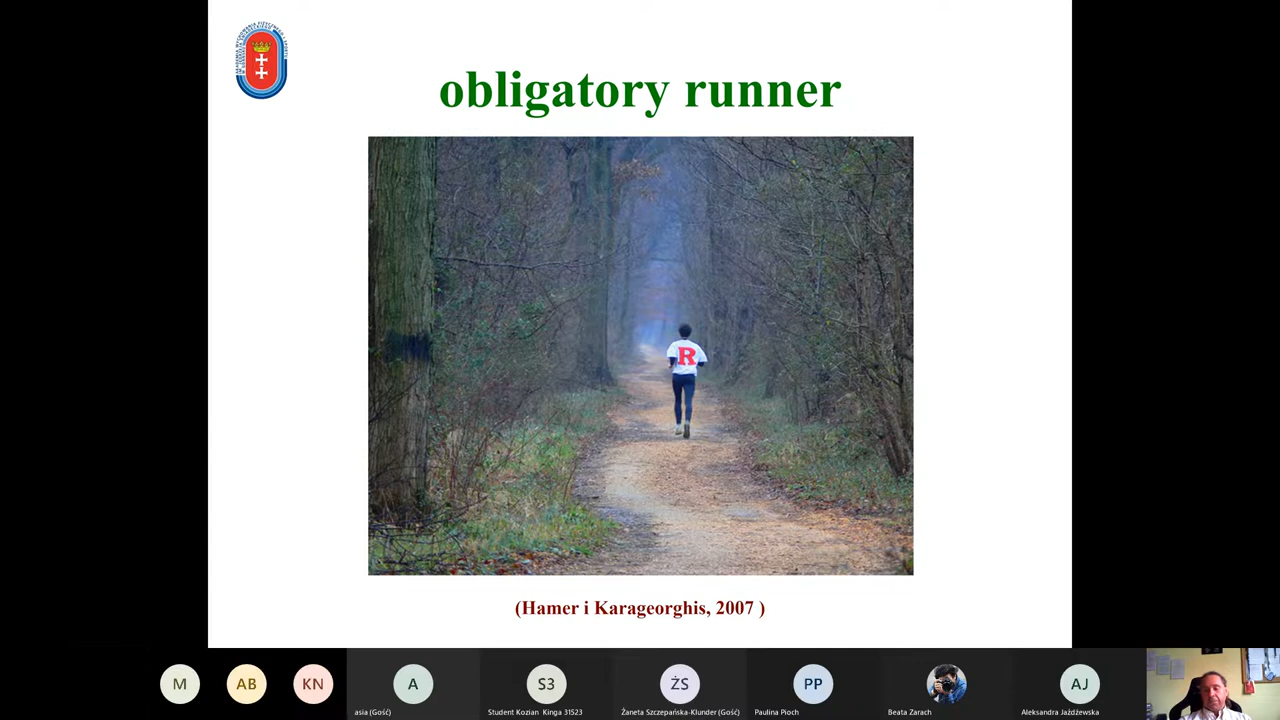 obligatory runner
R
(Hamer i Karageorghis, 2007 )
M
AB
KN
A
S3
ŻS
PP
AJ
asia (Gość)
Student Kozian Kinga 31523
Żaneta Szczepańska-Klunder (Gość)
Paulina Pioch
Beata Zarach
Aleksandra Jażdżewska